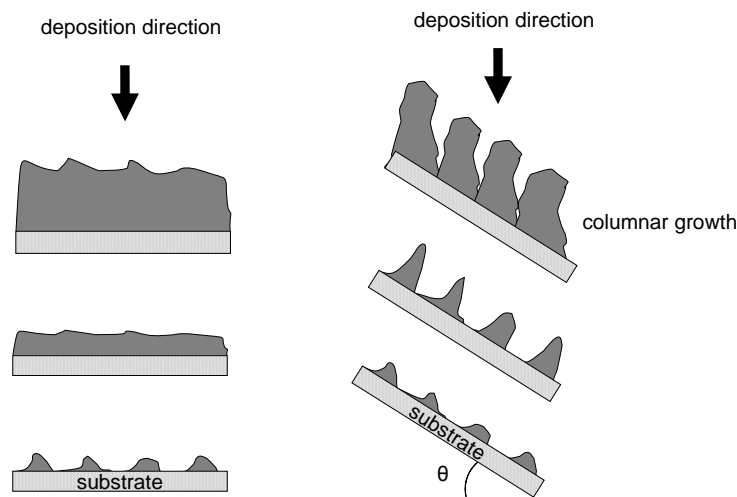 deposition direction
deposition direction
columnar growth
substrate
substrate
θ